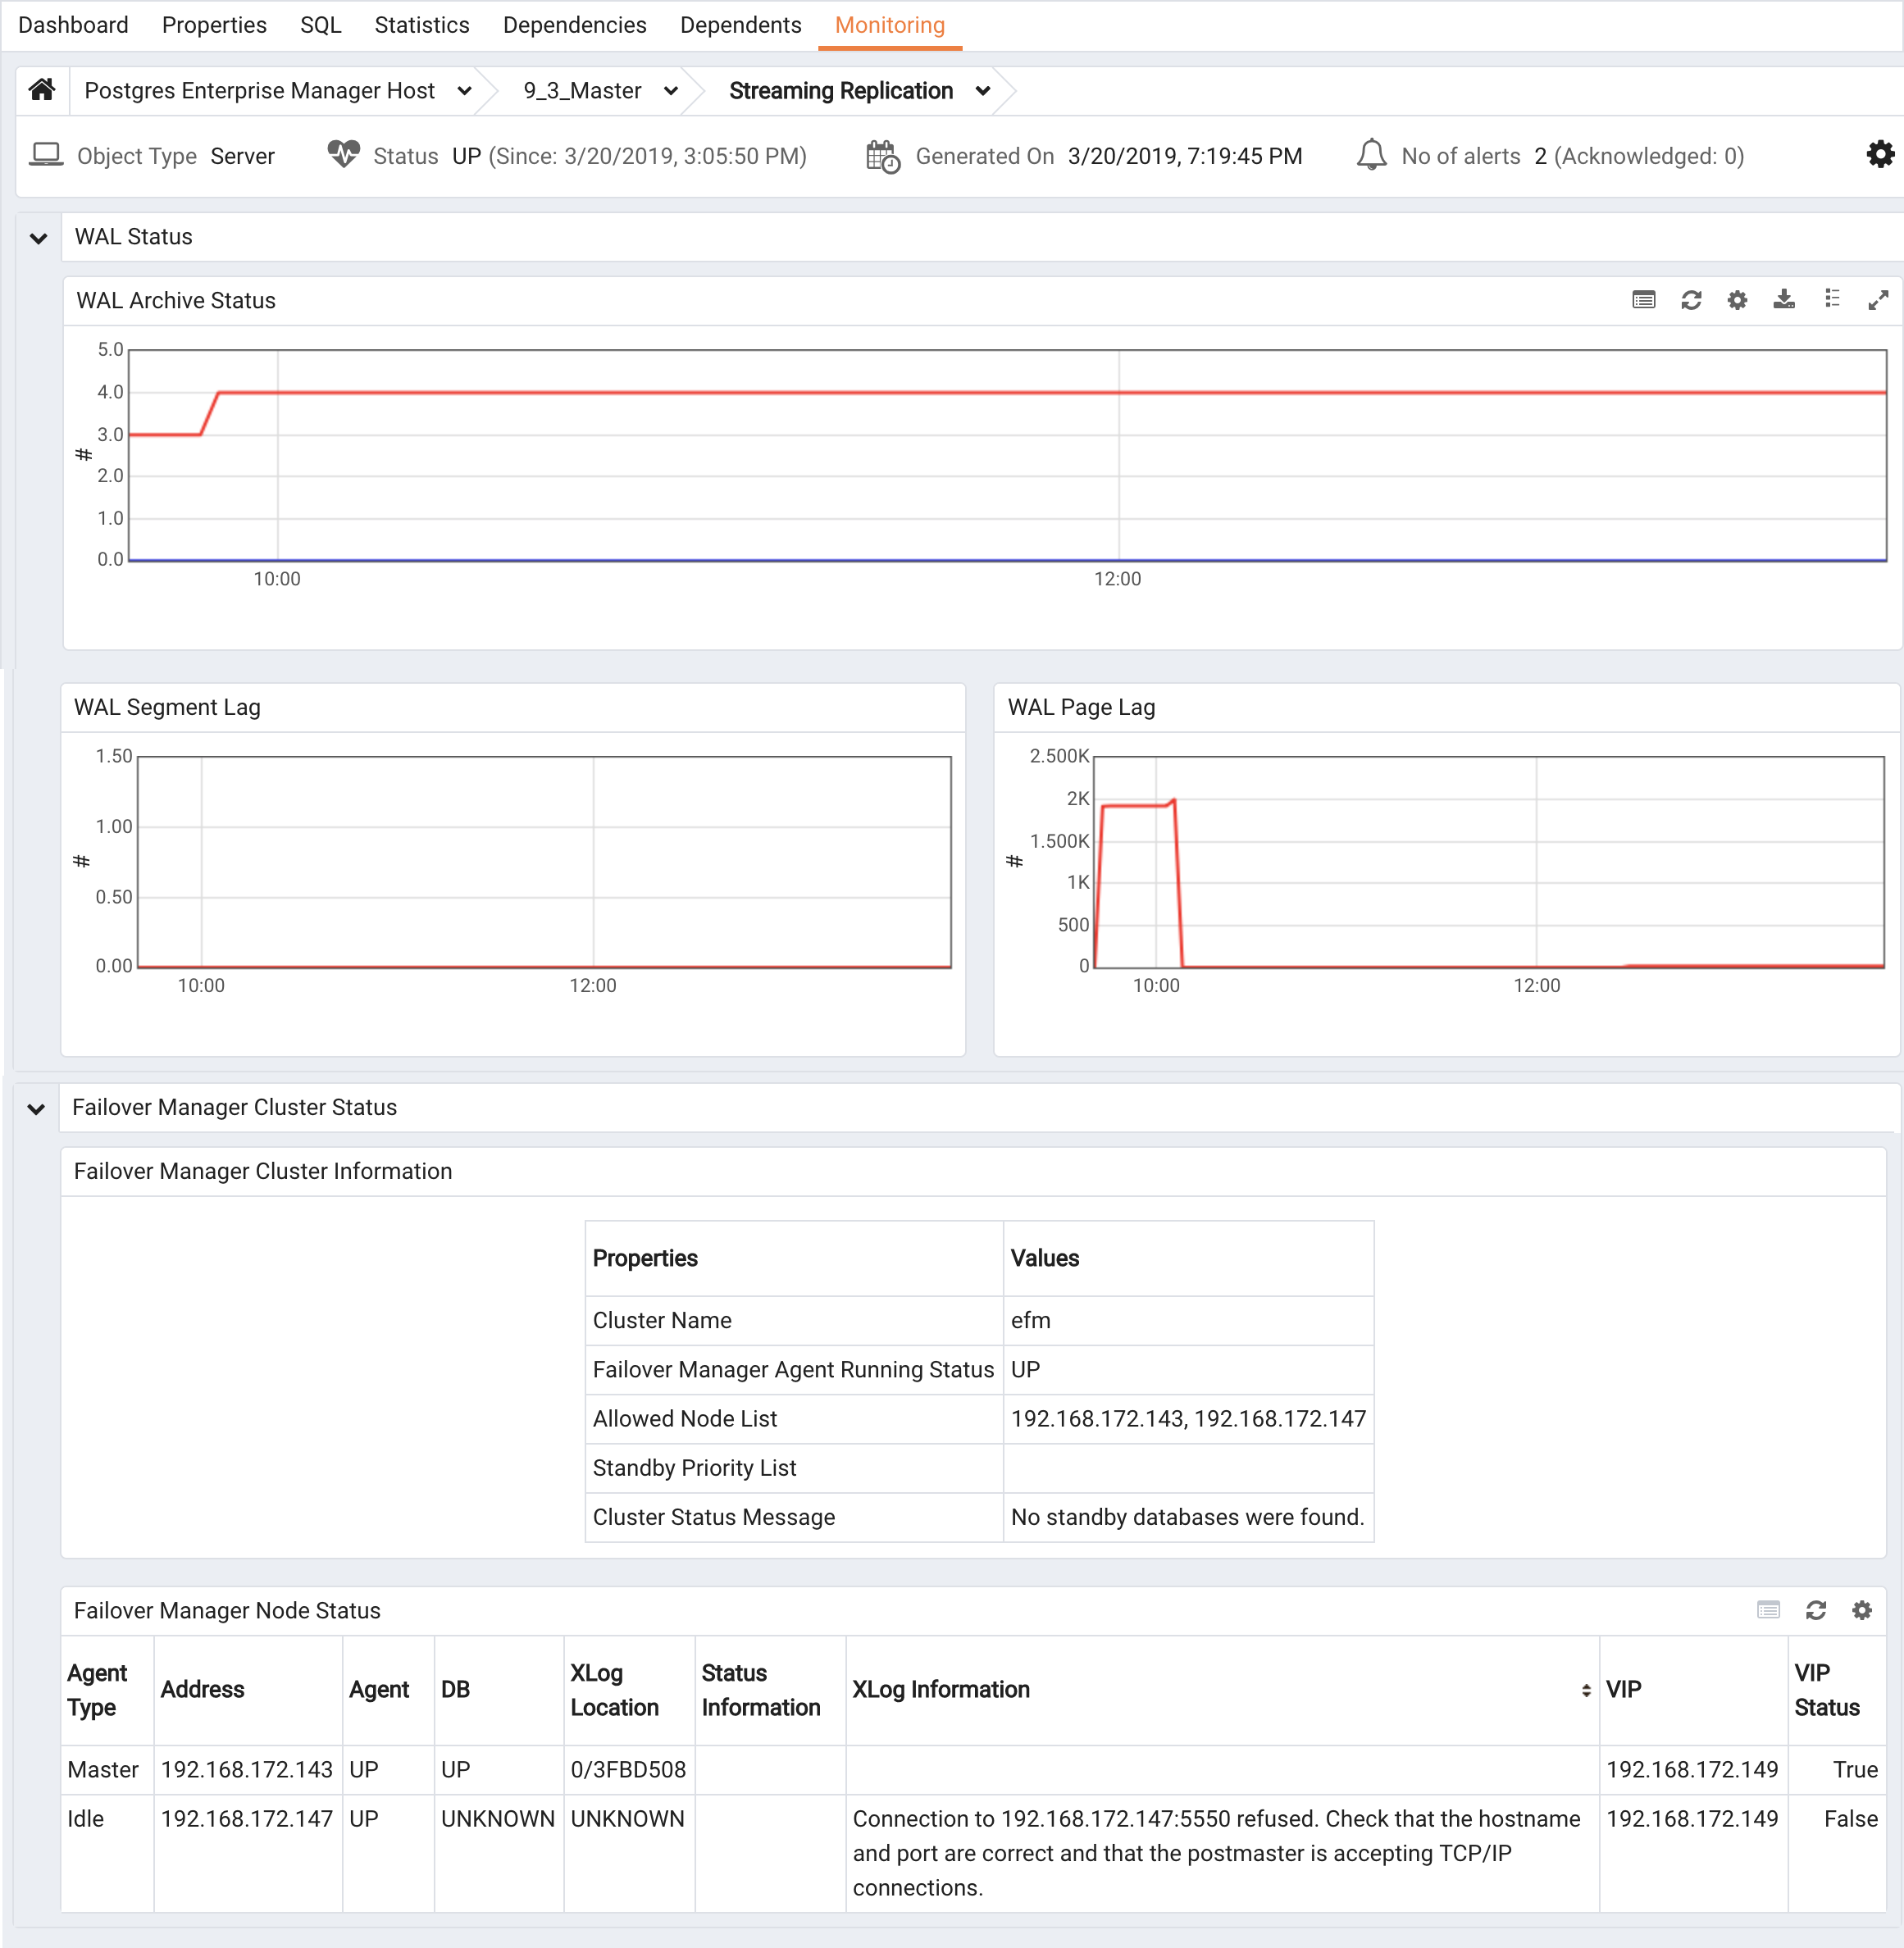 Dashboard Properties SQL Statistics Dependencies Dependents Monitoring
Postgres Enterprise Manager Host 9_3_Master Streaming Replication
Object Type Server Status UP (Since: 3/20/2019, 3:05:50 PM) Generated On 3/20/2019, 7:19:45 PM No of alerts 2 (Acknowledged: 0)
WAL Status
WAL Archive Status
5.0
4.0
3.0
#
2.0
1.0
0.0
10:00 12:00
WAL Segment Lag
1.50
1.00
#
0.50
0.00
10:00 12:00
WAL Page Lag
2.500K
2K
1.500K
#
1K
500
0
10:00 12:00
Failover Manager Cluster Status
Failover Manager Cluster Information
Properties Values
Cluster Name efm
Failover Manager Agent Running Status UP
Allowed Node List 192.168.172.143, 192.168.172.147
Standby Priority List
Cluster Status Message No standby databases were found.
Failover Manager Node Status
Agent Type Address Agent DB XLog Location Status Information XLog Information VIP VIP Status
Master 192.168.172.143 UP UP 0/3FBD508 192.168.172.149 True
Idle 192.168.172.147 UP UNKNOWN UNKNOWN Connection to 192.168.172.147:5550 refused. Check that the hostname 192.168.172.149 False
and port are correct and that the postmaster is accepting TCP/IP
connections.